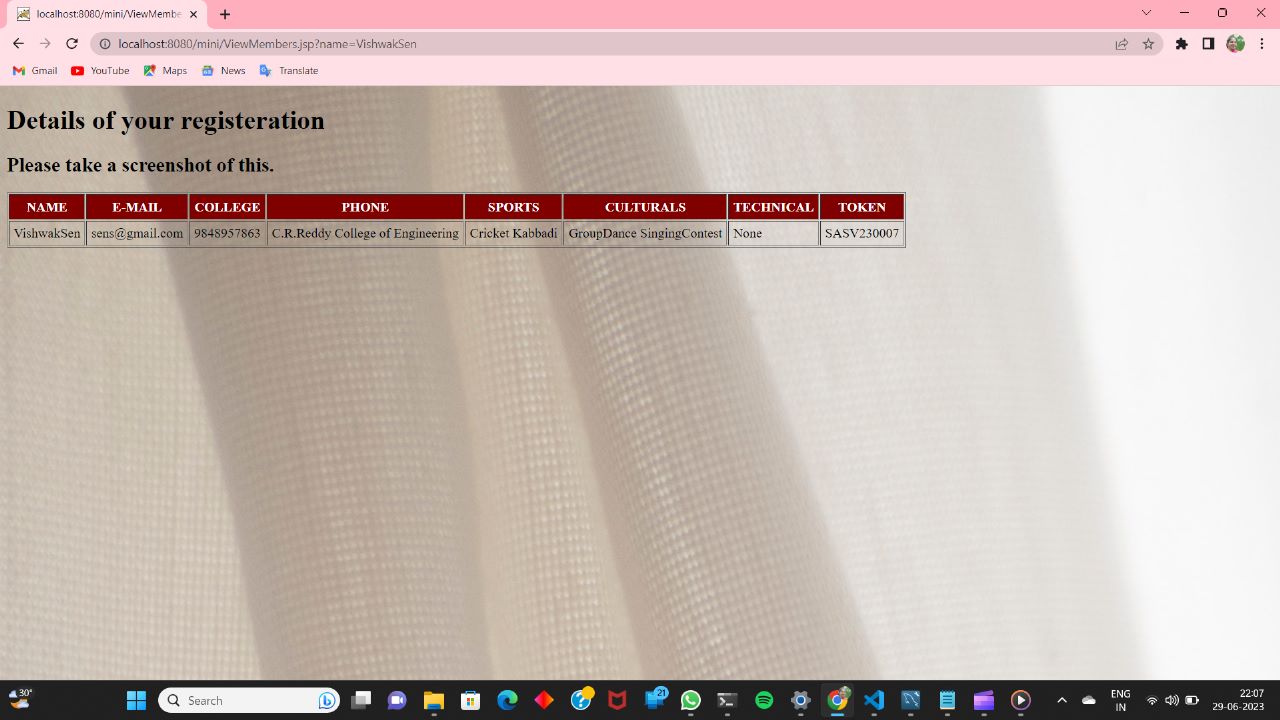 localhost:8080/mini/ViewMembe
localhost:8080/mini/ViewMembers.jsp?name=VishwakSen
Gmail YouTube Maps News Translate
Details of your registeration
Please take a screenshot of this.
NAME E-MAIL COLLEGE PHONE SPORTS CULTURALS TECHNICAL TOKEN
VishwakSen sens@gmail.com 9848957863 C.R.Reddy College of Engineering Cricket Kabbadi GroupDance SingingContest None SASV230007
30° Search 21 ENG 22:07
IN 29-06-2023